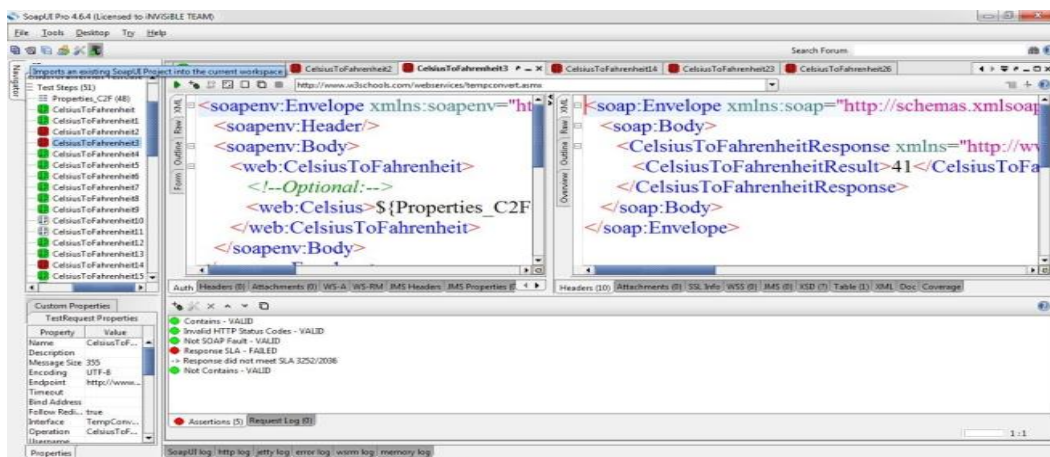 SoapUI Pro 4.6.4 (Licensed to iNViSiBLE TEAM)
File Tools Desktop Try Help
Search Forum
Navigator
Imports an existing SoapUI Project into the current workspace
CelsiusToFahrenheit2
CelsiusToFahrenheit3
CelsiusToFahrenheit14
CelsiusToFahrenheit23
CelsiusToFahrenheit26
Test Steps (51)
Properties_C2F (48)
CelsiusToFahrenheit
CelsiusToFahrenheit1
CelsiusToFahrenheit2
CelsiusToFahrenheit3
CelsiusToFahrenheit4
CelsiusToFahrenheit5
CelsiusToFahrenheit6
CelsiusToFahrenheit7
CelsiusToFahrenheit8
CelsiusToFahrenheit9
CelsiusToFahrenheit10
CelsiusToFahrenheit11
CelsiusToFahrenheit12
CelsiusToFahrenheit13
CelsiusToFahrenheit14
CelsiusToFahrenheit15
http://www.w3schools.com/webservices/tempconvert.asmx
XML
Raw
Outline
Form
<soapenv:Envelope xmlns:soapenv="ht
<soapenv:Header/>
<soapenv:Body>
<web:CelsiusToFahrenheit>
<!--Optional:-->
<web:Celsius>${Properties_C2F
</web:CelsiusToFahrenheit>
</soapenv:Body>
XML
Raw
Outline
Overview
<soap:Envelope xmlns:soap="http://schemas.xmlsoap
<soap:Body>
<CelsiusToFahrenheitResponse xmlns="http://wv
<CelsiusToFahrenheitResult>41</CelsiusToFa
</CelsiusToFahrenheitResponse>
</soap:Body>
</soap:Envelope>
Auth Headers (0) Attachments (0) WS-A WS-RM JMS Headers JMS Properties
Headers (10) Attachments (0) SSL Info WSS (0) JMS (0) XSD (?) Table (1) XML Doc Coverage
Custom Properties
TestRequest Properties
Property Value
Name CelsiusToF...
Description
Message Size 355
Encoding UTF-8
Endpoint http://www...
Timeout
Bind Address
Follow Redi... true
Interface TempConv...
Operation CelsiusToF...
Username
Properties
Contains - VALID
Invalid HTTP Status Codes - VALID
Not SOAP Fault - VALID
Response SLA - FAILED
-> Response did not meet SLA 3252/2036
Not Contains - VALID
Assertions (5) Request Log (0)
1:1
SoapUI log http log jetty log error log wsrm log memory log